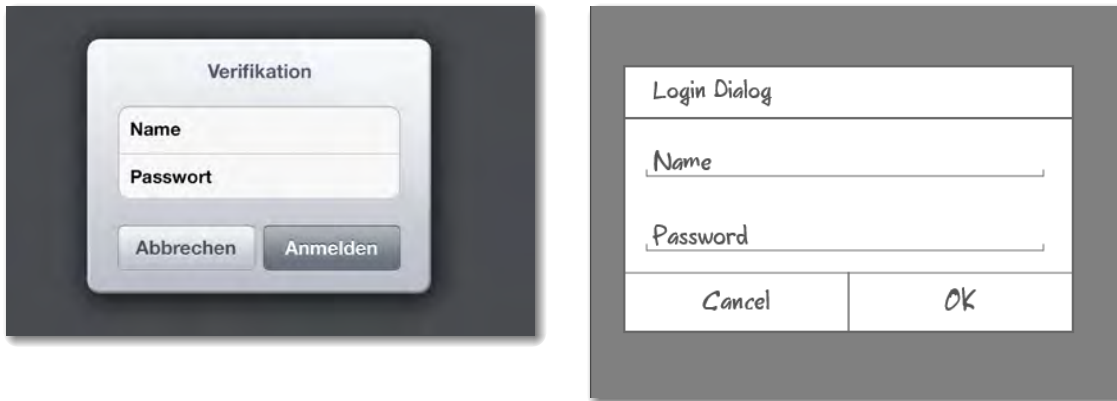 Verifikation
Name
Passwort
Abbrechen Anmelden
Login Dialog
Name
Password
Cancel OK